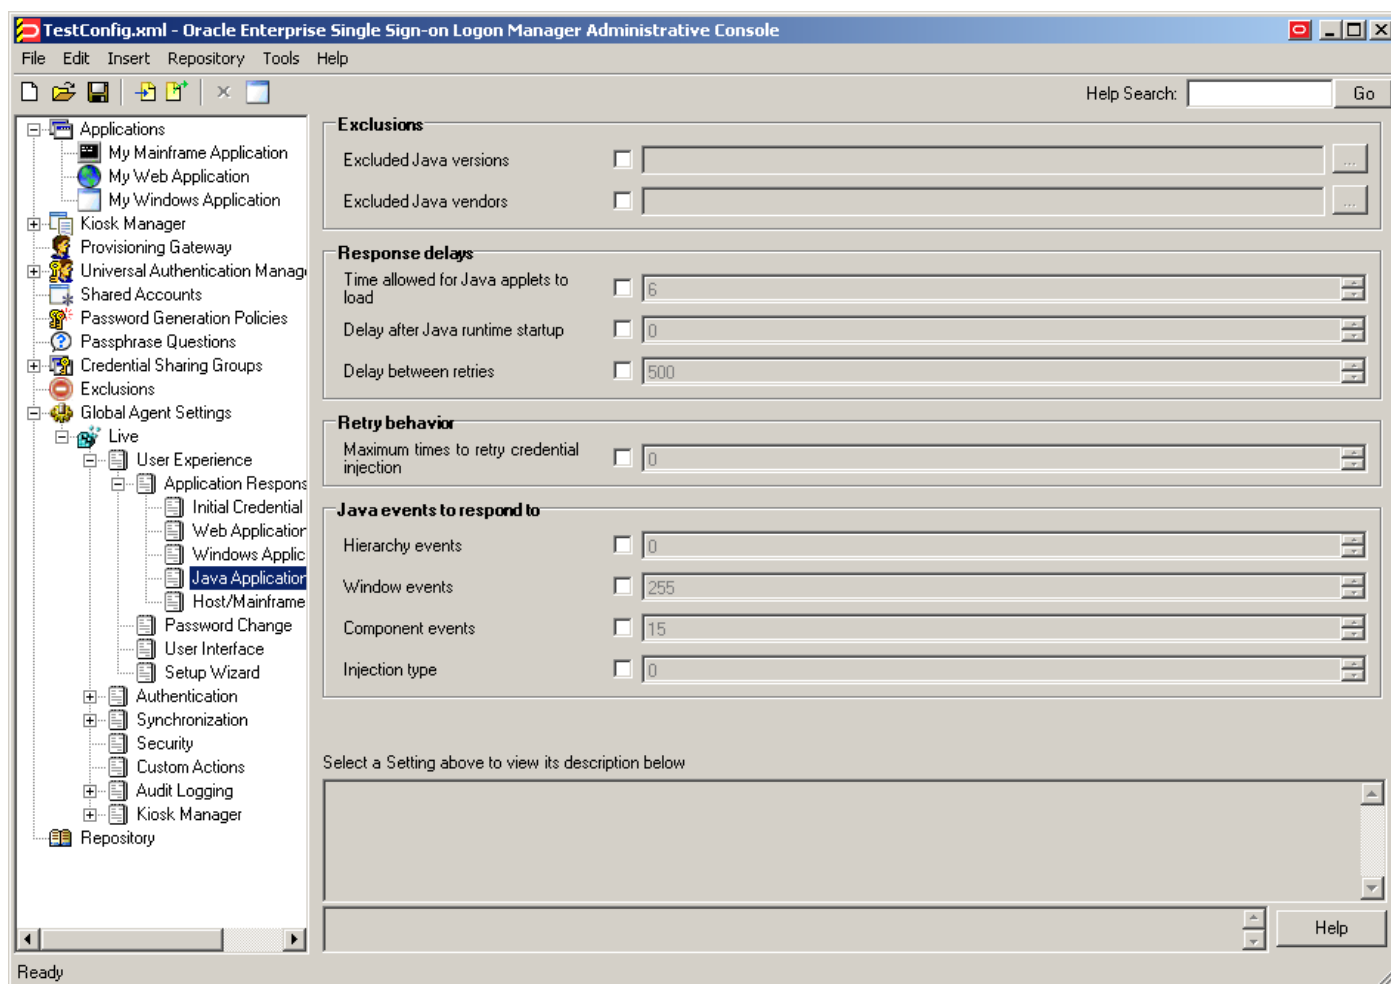 TestConfig.xml - Oracle Enterprise Single Sign-on Logon Manager Administrative Console
File Edit Insert Repository Tools Help
Help Search: Go
Applications
My Mainframe Application
My Web Application
My Windows Application
Kiosk Manager
Provisioning Gateway
Universal Authentication Manag
Shared Accounts
Password Generation Policies
Passphrase Questions
Credential Sharing Groups
Exclusions
Global Agent Settings
Live
User Experience
Application Respons
Initial Credential
Web Application
Windows Applic
Java Application
Host/Mainframe
Password Change
User Interface
Setup Wizard
Authentication
Synchronization
Security
Custom Actions
Audit Logging
Kiosk Manager
Repository
Exclusions
Excluded Java versions ...
Excluded Java vendors ...
Response delays
Time allowed for Java applets to
load 6
Delay after Java runtime startup 0
Delay between retries 500
Retry behavior
Maximum times to retry credential
injection 0
Java events to respond to
Hierarchy events 0
Window events 255
Component events 15
Injection type 0
Select a Setting above to view its description below
Help
Ready